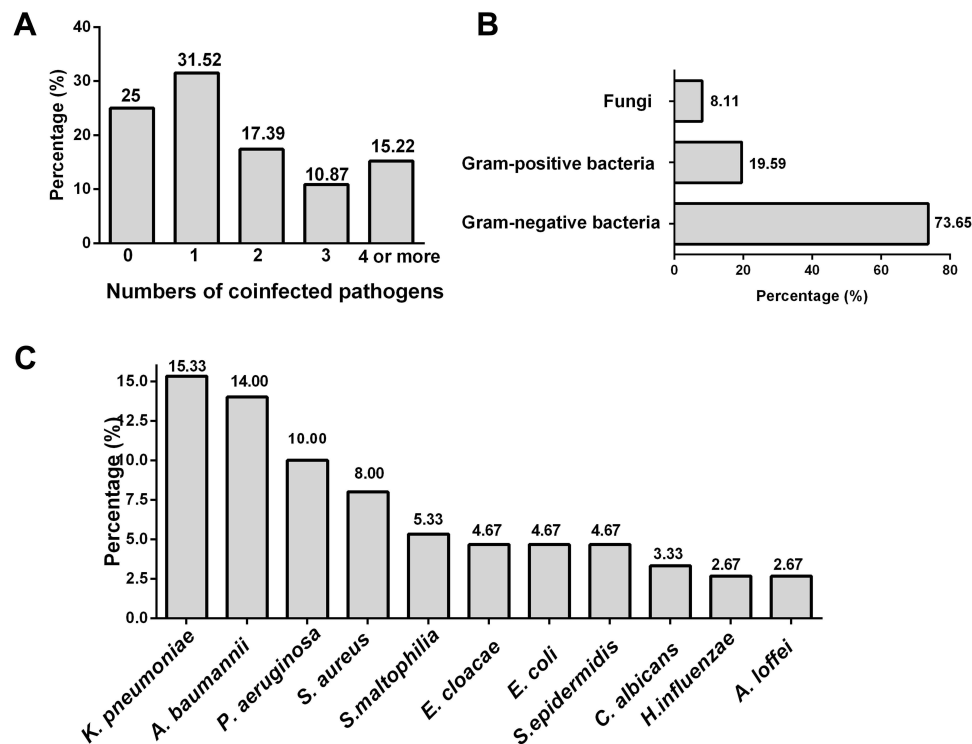 A
Percentage (%)
40
30
20
10
0
25
31.52
17.39
10.87
15.22
0 1 2 3 4 or more
Numbers of coinfected pathogens
B
Fungi 8.11
Gram-positive bacteria 19.59
Gram-negative bacteria 73.65
0 20 40 60 80
Percentage (%)
C
Percentage (%)
15.0
12.5
10.0
7.5
5.0
2.5
0.0
15.33
14.00
10.00
8.00
5.33
4.67
4.67
4.67
3.33
2.67
2.67
K. pneumoniae
A. baumannii
P. aeruginosa
S. aureus
S.maltophilia
E. cloacae
E. coli
S.epidermidis
C. albicans
H.influenzae
A. loffei